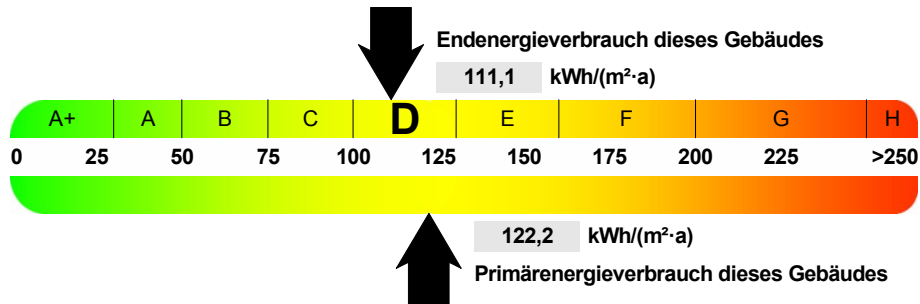 Endenergieverbrauch dieses Gebäudes
111,1 kWh/(m²·a)
A+ A B C D E F G H
0 25 50 75 100 125 150 175 200 225 >250
122,2 kWh/(m²·a)
Primärenergieverbrauch dieses Gebäudes